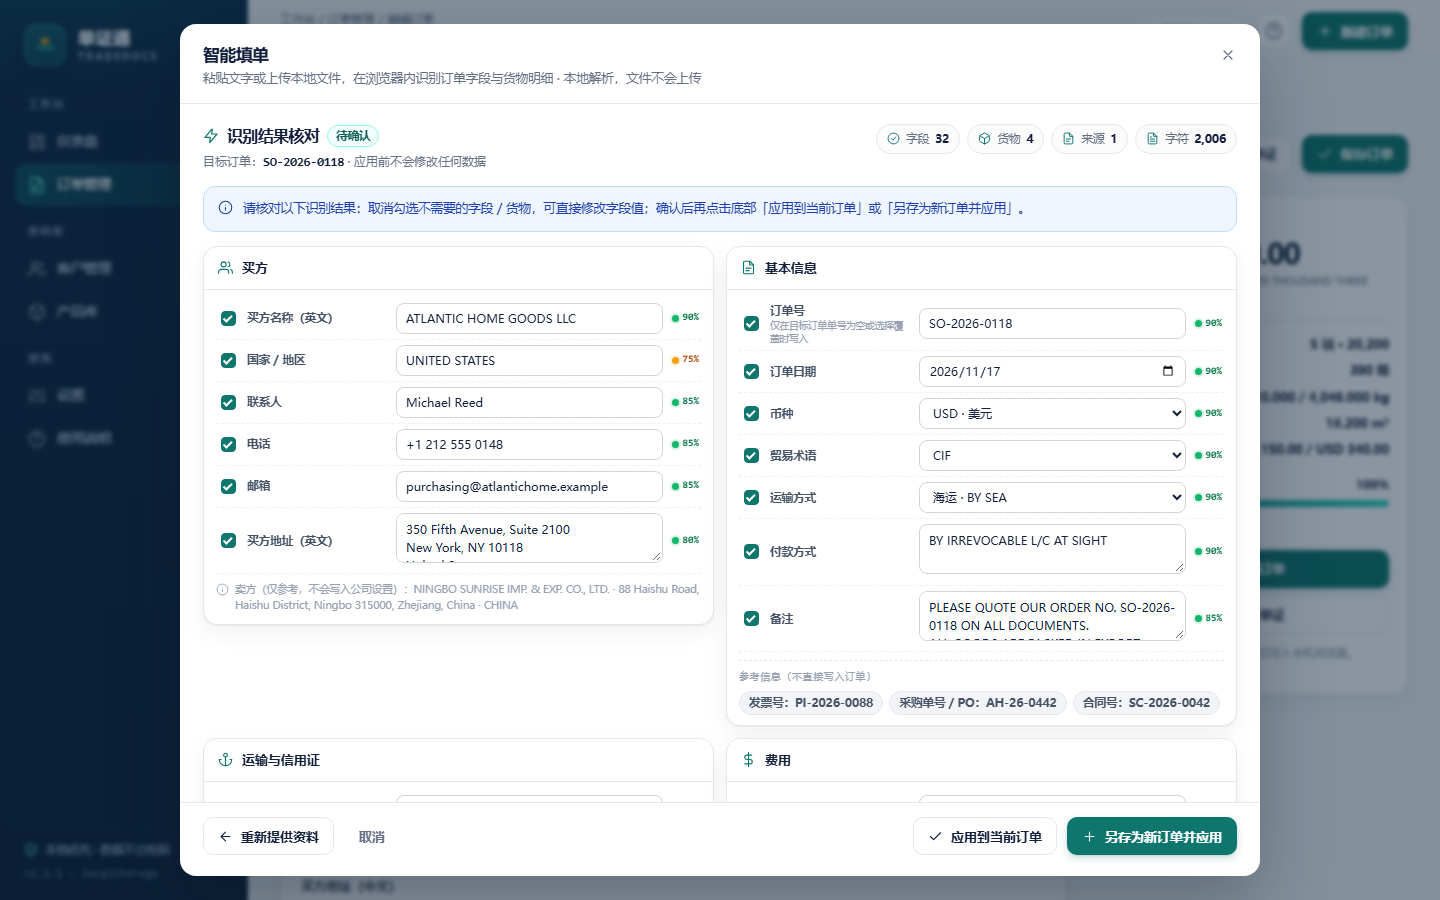 智能填单
粘贴文字或上传本地文件，在浏览器内识别订单字段与货物明细 · 本地解析，文件不会上传
识别结果核对 待确认
目标订单：SO-2026-0118 · 应用前不会修改任何数据
字段 32
货物 4
来源 1
字符 2,006
请核对以下识别结果：取消勾选不需要的字段 / 货物，可直接修改字段值；确认后再点击底部「应用到当前订单」或「另存为新订单并应用」。
买方
买方名称（英文） ATLANTIC HOME GOODS LLC 90%
国家 / 地区 UNITED STATES 75%
联系人 Michael Reed 85%
电话 +1 212 555 0148 85%
邮箱 purchasing@atlantichome.example 85%
买方地址（英文） 350 Fifth Avenue, Suite 2100 80%
New York, NY 10118
卖方（仅参考，不会写入公司设置）：NINGBO SUNRISE IMP. & EXP. CO., LTD. · 88 Haishu Road,
Haishu District, Ningbo 315000, Zhejiang, China · CHINA
基本信息
订单号 SO-2026-0118 90%
仅在目标订单单号为空或选择覆
盖时写入
订单日期 2026/11/17 90%
币种 USD · 美元 90%
贸易术语 CIF 90%
运输方式 海运 · BY SEA 90%
付款方式 BY IRREVOCABLE L/C AT SIGHT 90%
备注 PLEASE QUOTE OUR ORDER NO. SO-2026- 85%
0118 ON ALL DOCUMENTS.
参考信息（不直接写入订单）
发票号：PI-2026-0088
采购单号 / PO：AH-26-0442
合同号：SC-2026-0042
运输与信用证
费用
重新提供资料
取消
应用到当前订单
另存为新订单并应用